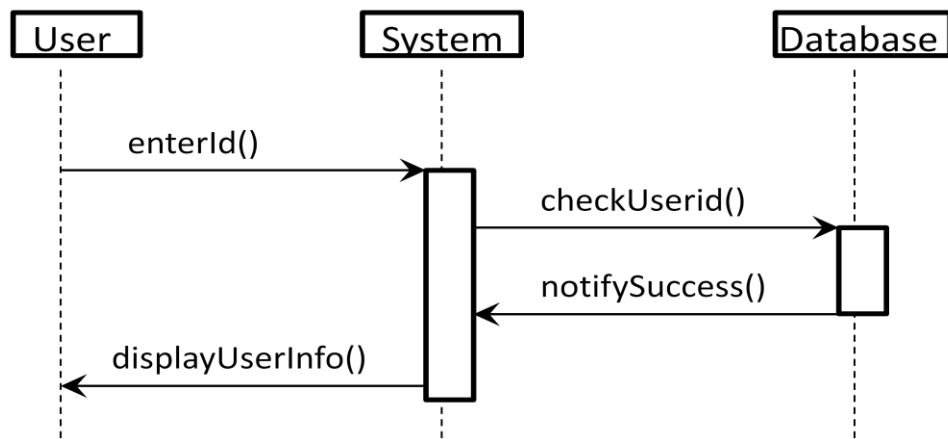 User
System
Database
enterId()
checkUserid()
notifySuccess()
displayUserInfo()